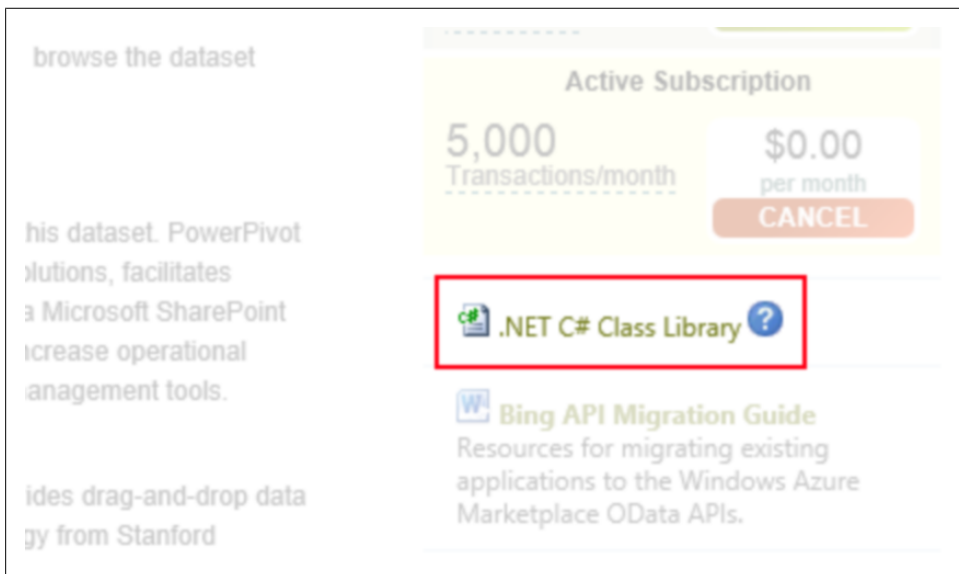 browse the dataset
his dataset. PowerPivot
olutions, facilitates
a Microsoft SharePoint
ncrease operational
anagement tools.
ides drag-and-drop data
gy from Stanford
Active Subscription
5,000
Transactions/month
$0.00
per month
CANCEL
C# .NET C# Class Library ?
W Bing API Migration Guide
Resources for migrating existing
applications to the Windows Azure
Marketplace OData APIs.